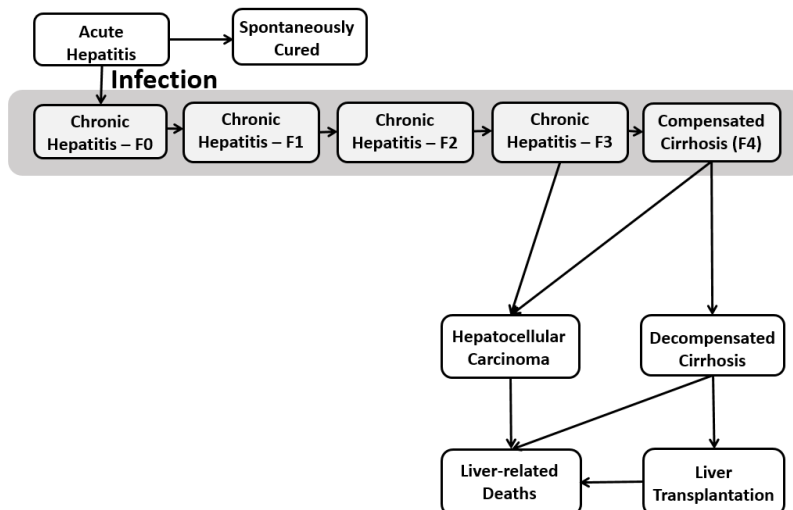 Acute
Hepatitis
Spontaneously
Cured
Infection
Chronic
Hepatitis – F0
Chronic
Hepatitis – F1
Chronic
Hepatitis – F2
Chronic
Hepatitis – F3
Compensated
Cirrhosis (F4)
Hepatocellular
Carcinoma
Decompensated
Cirrhosis
Liver-related
Deaths
Liver
Transplantation